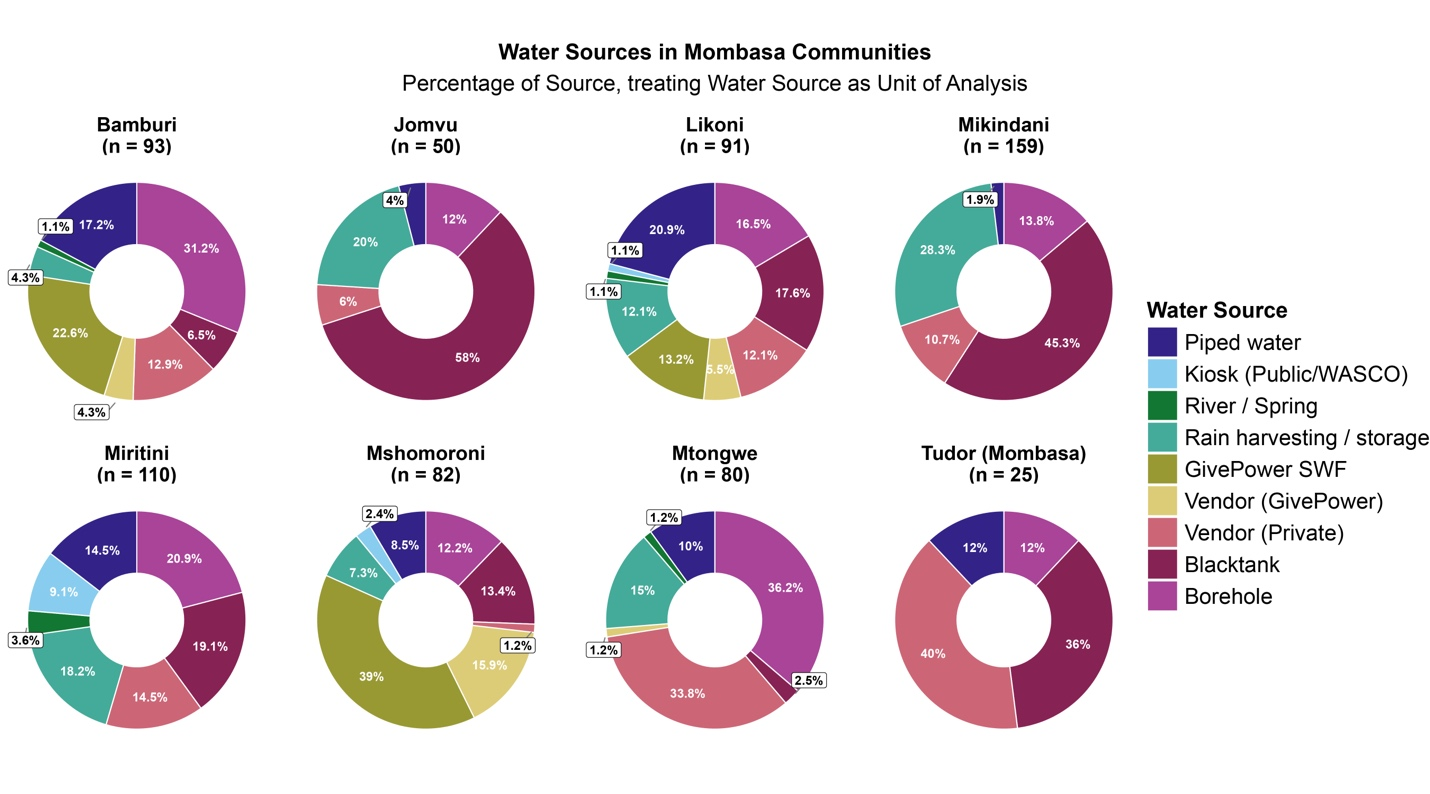 Water Sources in Mombasa Communities
Percentage of Source, treating Water Source as Unit of Analysis
Bamburi
(n = 93)
31.2%
6.5%
12.9%
4.3%
22.6%
4.3%
1.1%
17.2%
Jomvu
(n = 50)
12%
58%
6%
20%
4%
Likoni
(n = 91)
16.5%
17.6%
12.1%
5.5%
13.2%
12.1%
1.1%
1.1%
20.9%
Mikindani
(n = 159)
13.8%
45.3%
10.7%
28.3%
1.9%
Miritini
(n = 110)
20.9%
19.1%
14.5%
18.2%
3.6%
9.1%
14.5%
Mshomoroni
(n = 82)
12.2%
13.4%
1.2%
15.9%
39%
7.3%
2.4%
8.5%
Mtongwe
(n = 80)
36.2%
2.5%
33.8%
1.2%
15%
1.2%
10%
Tudor (Mombasa)
(n = 25)
12%
36%
40%
12%
Water Source
Piped water
Kiosk (Public/WASCO)
River / Spring
Rain harvesting / storage
GivePower SWF
Vendor (GivePower)
Vendor (Private)
Blacktank
Borehole